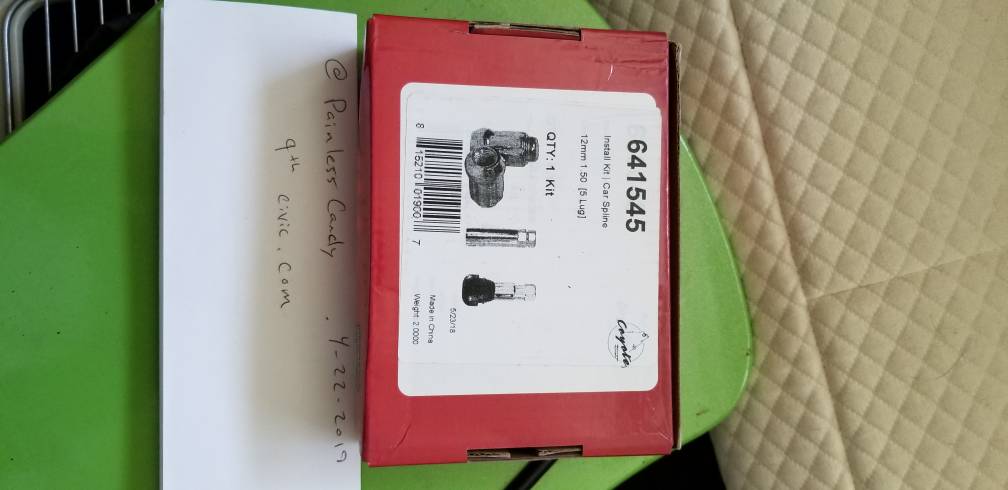 641545
Install Kit | Car Spline
12mm 1.50 [5 Lug]
QTY: 1 Kit
8 15210 01900 7
5/23/18
Made in China
Weight: 2.0000
Coyote
@ Painless Candy . 4-22-2019
9th civic.com